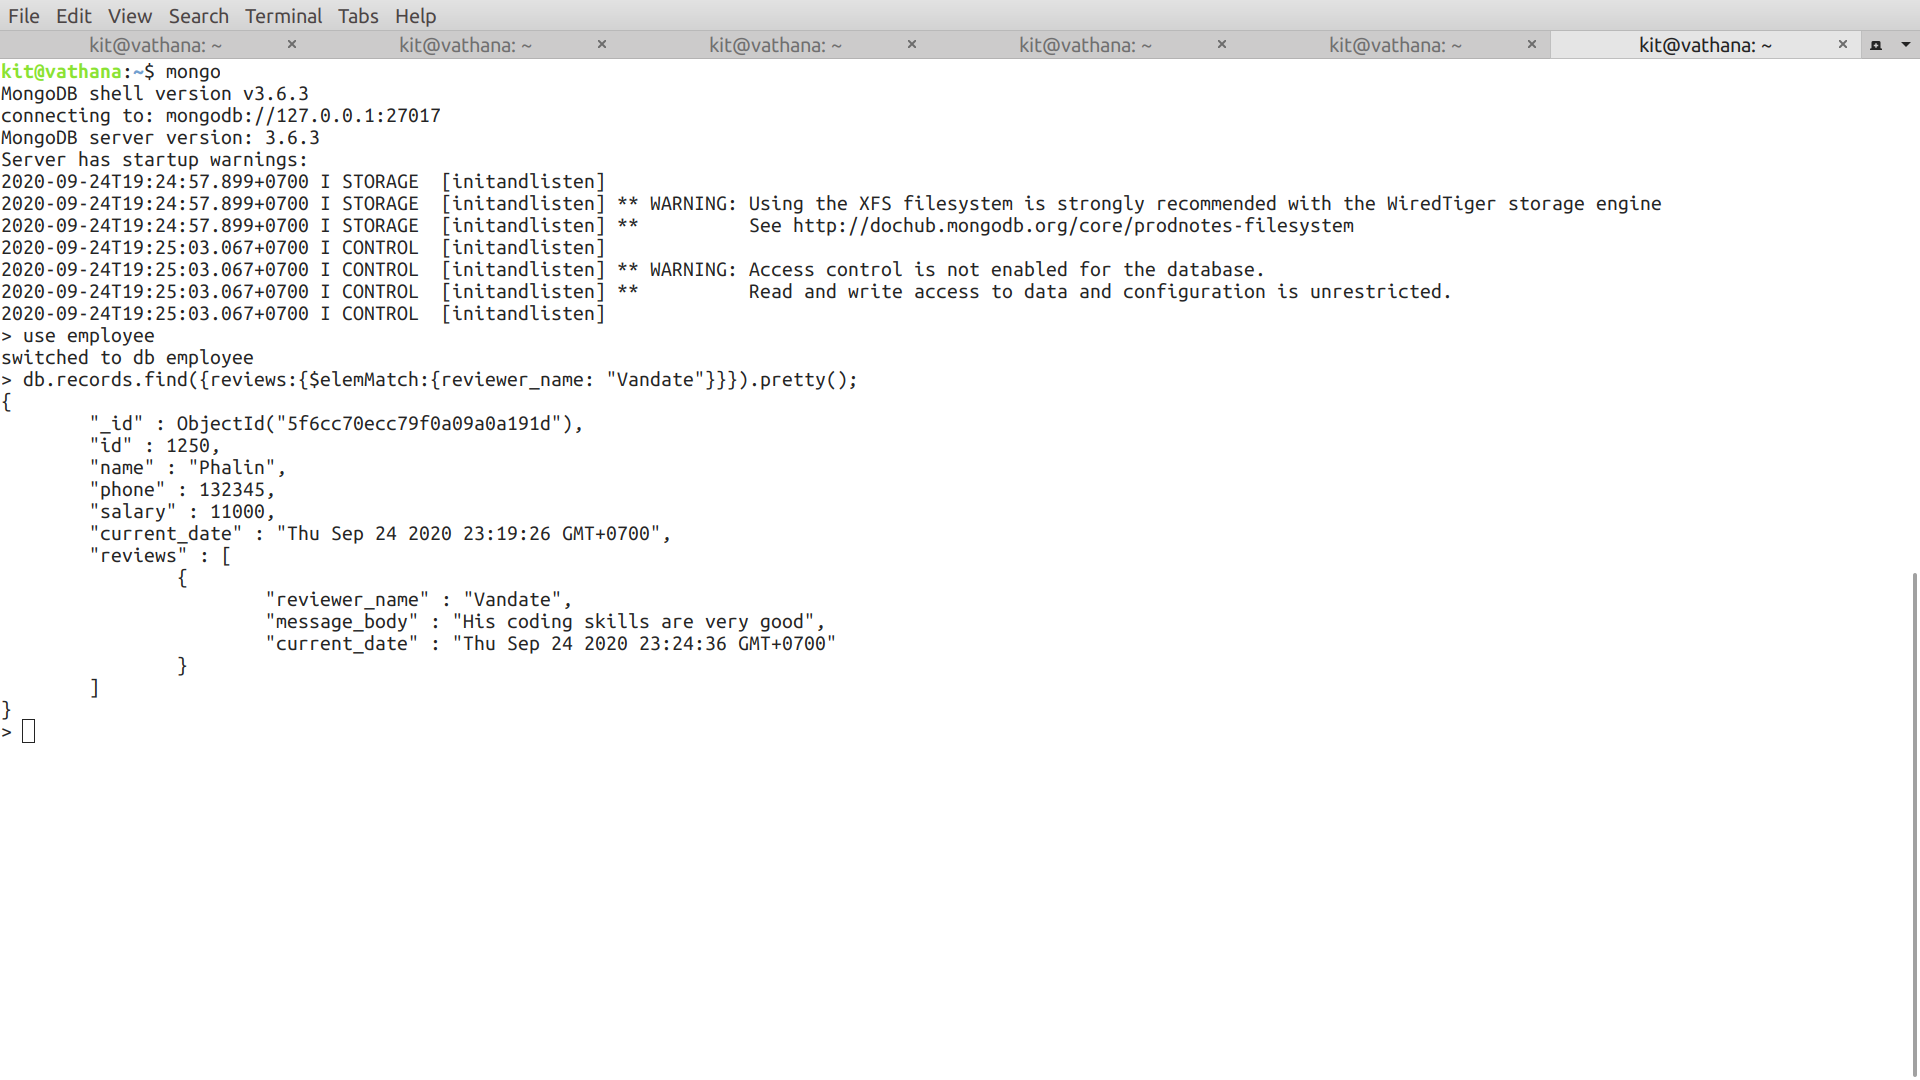 File Edit View Search Terminal Tabs Help
kit@vathana: ~ × kit@vathana: ~ × kit@vathana: ~ × kit@vathana: ~ × kit@vathana: ~ × kit@vathana: ~ ×
kit@vathana:~$ mongo
MongoDB shell version v3.6.3
connecting to: mongodb://127.0.0.1:27017
MongoDB server version: 3.6.3
Server has startup warnings:
2020-09-24T19:24:57.899+0700 I STORAGE  [initandlisten]
2020-09-24T19:24:57.899+0700 I STORAGE  [initandlisten] ** WARNING: Using the XFS filesystem is strongly recommended with the WiredTiger storage engine
2020-09-24T19:24:57.899+0700 I STORAGE  [initandlisten] **          See http://dochub.mongodb.org/core/prodnotes-filesystem
2020-09-24T19:25:03.067+0700 I CONTROL  [initandlisten]
2020-09-24T19:25:03.067+0700 I CONTROL  [initandlisten] ** WARNING: Access control is not enabled for the database.
2020-09-24T19:25:03.067+0700 I CONTROL  [initandlisten] **          Read and write access to data and configuration is unrestricted.
2020-09-24T19:25:03.067+0700 I CONTROL  [initandlisten]
> use employee
switched to db employee
> db.records.find({reviews:{$elemMatch:{reviewer_name: "Vandate"}}}).pretty();
{
        "_id" : ObjectId("5f6cc70ecc79f0a09a0a191d"),
        "id" : 1250,
        "name" : "Phalin",
        "phone" : 132345,
        "salary" : 11000,
        "current_date" : "Thu Sep 24 2020 23:19:26 GMT+0700",
        "reviews" : [
                {
                        "reviewer_name" : "Vandate",
                        "message_body" : "His coding skills are very good",
                        "current_date" : "Thu Sep 24 2020 23:24:36 GMT+0700"
                }
        ]
}
>